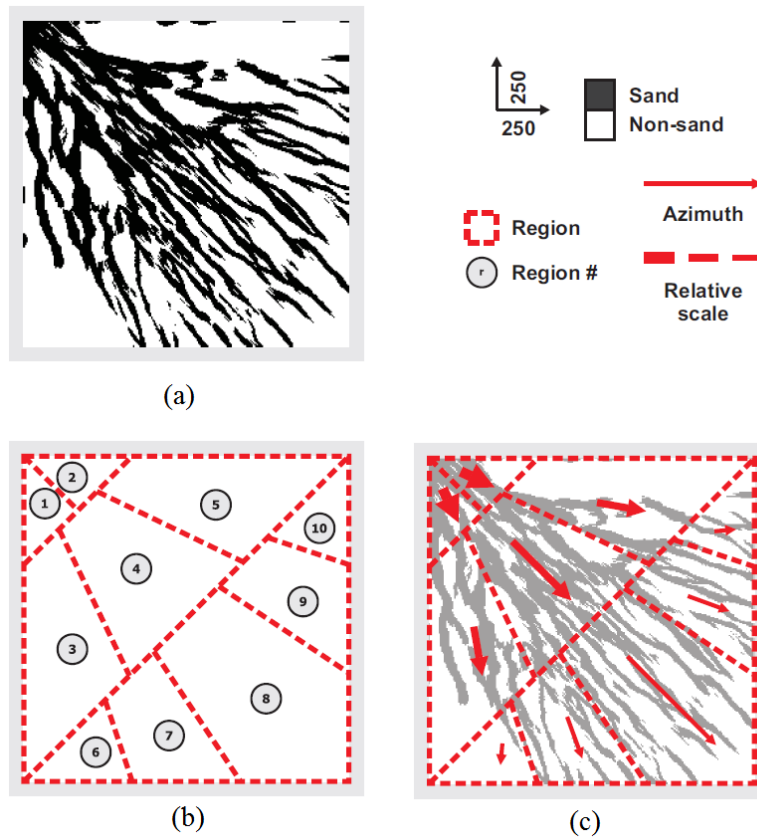 250
250
Sand
Non-sand
Azimuth
Region
r
Region #
Relative
scale
(a)
2
1
5
10
4
9
3
8
7
6
(b)
(c)